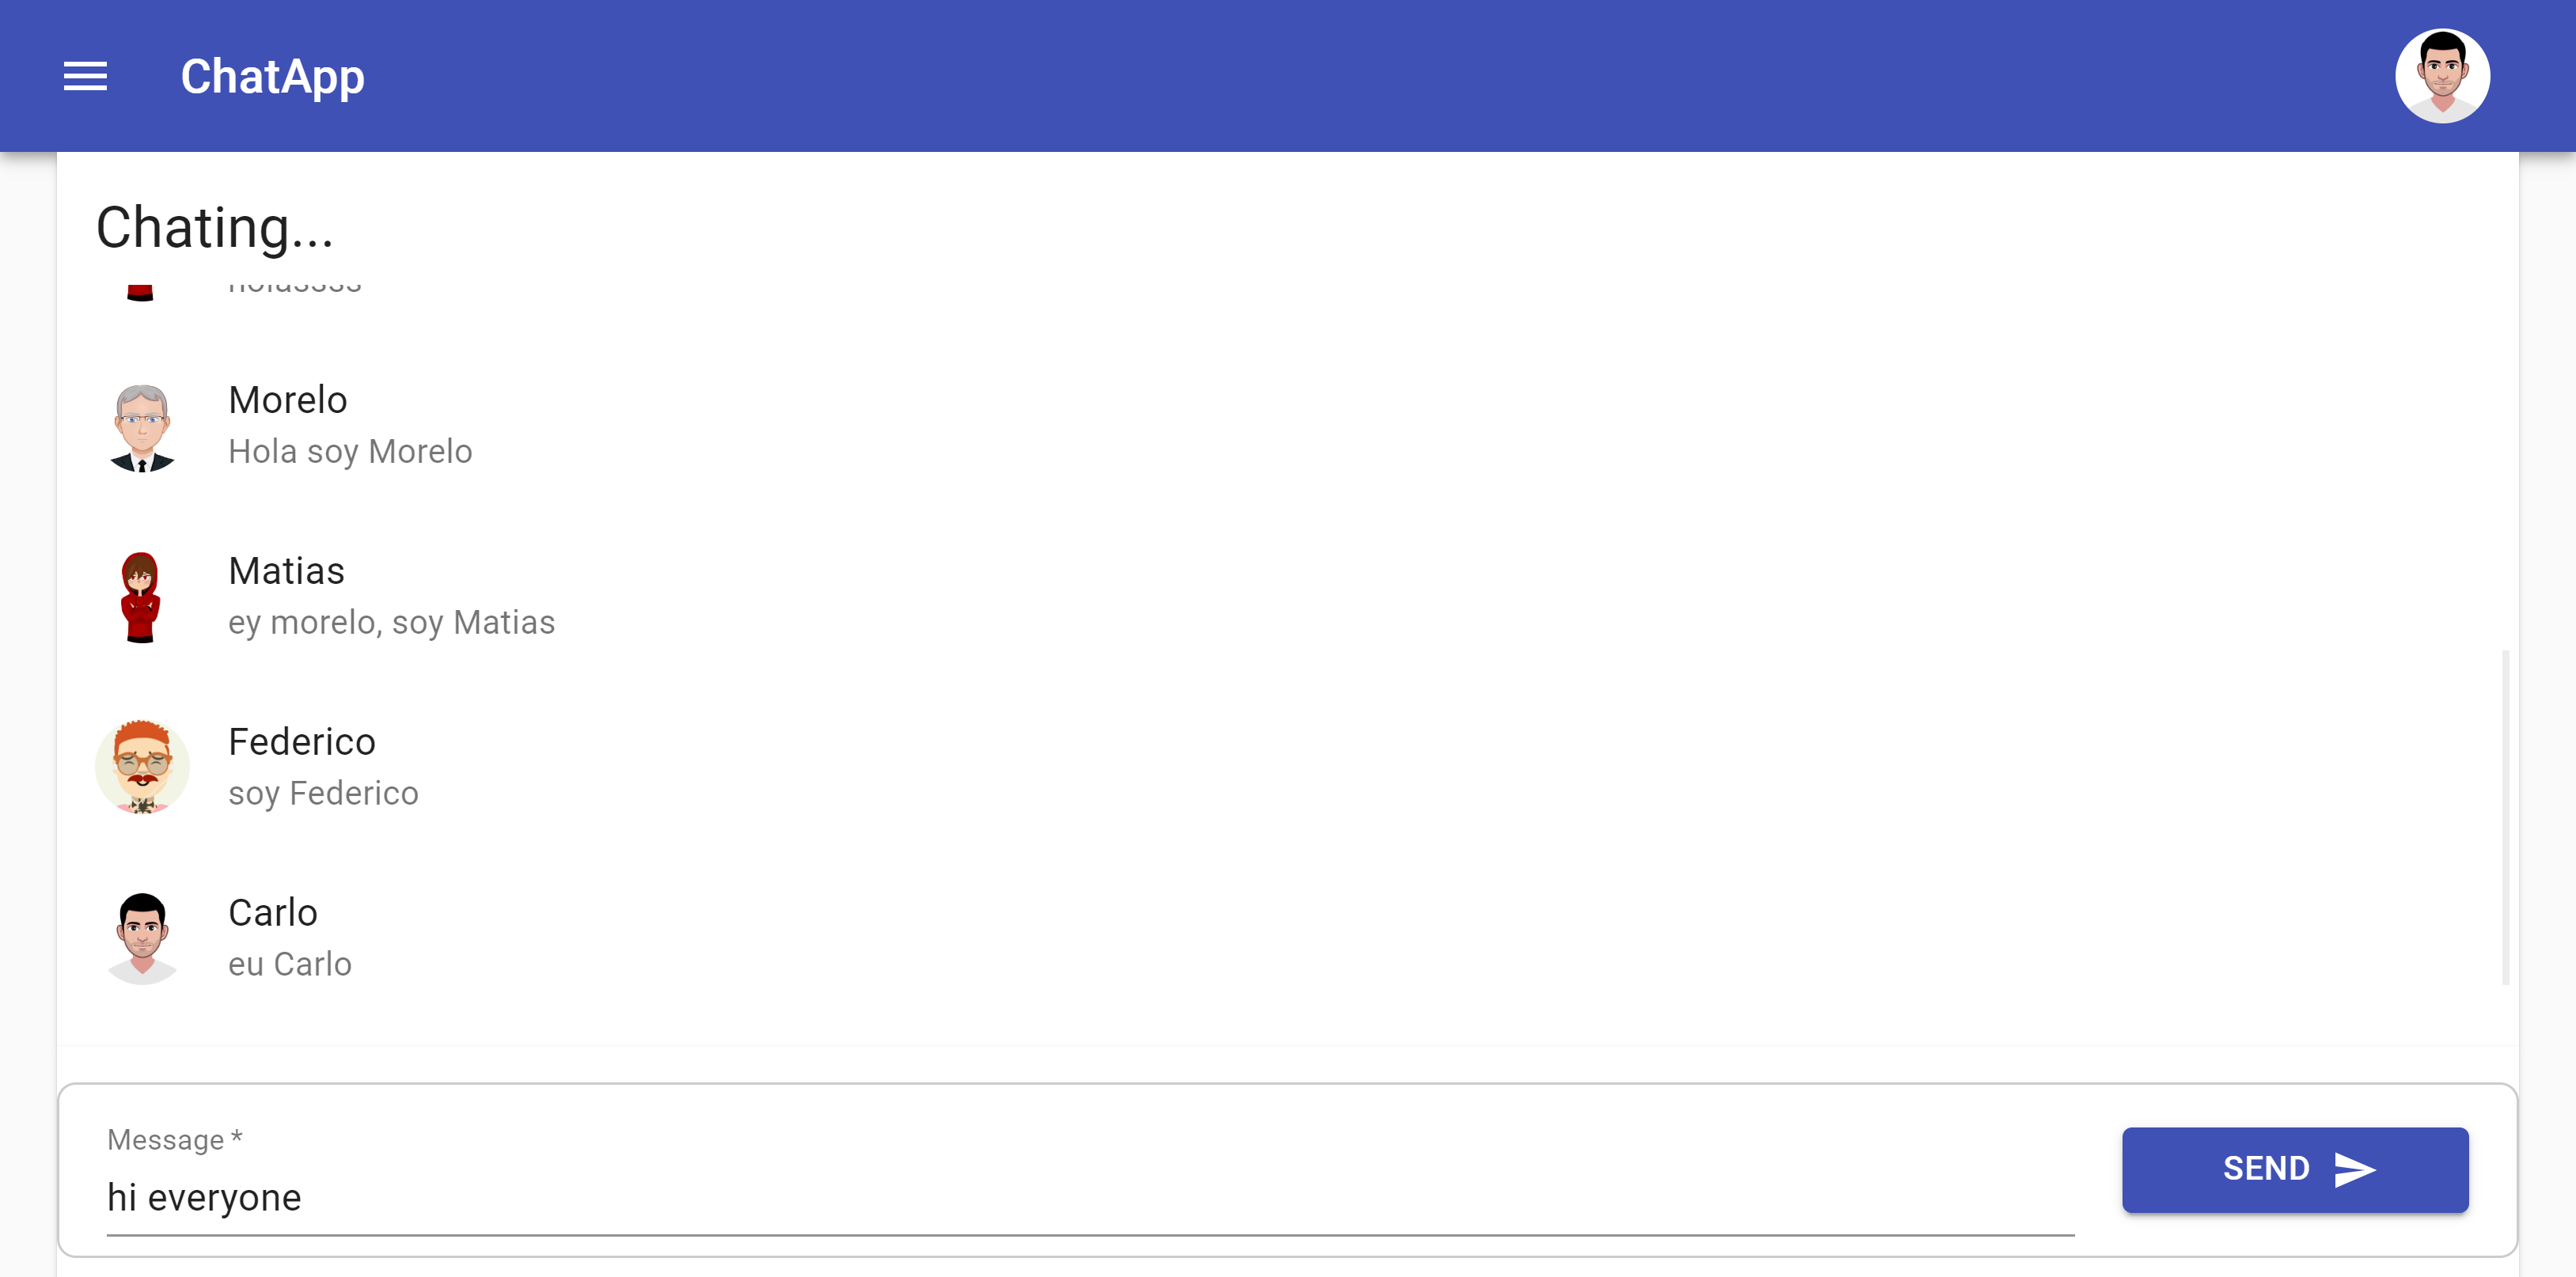 ChatApp
Chating...
holassss
Morelo
Hola soy Morelo
Matias
ey morelo, soy Matias
Federico
soy Federico
Carlo
eu Carlo
Message *
hi everyone
SEND